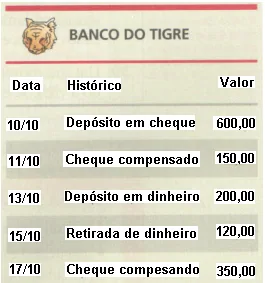 BANCO DO TIGRE
Data Histórico Valor
10/10 Depósito em cheque 600,00
11/10 Cheque compensado 150,00
13/10 Depósito em dinheiro 200,00
15/10 Retirada de dinheiro 120,00
17/10 Cheque compesando 350,00